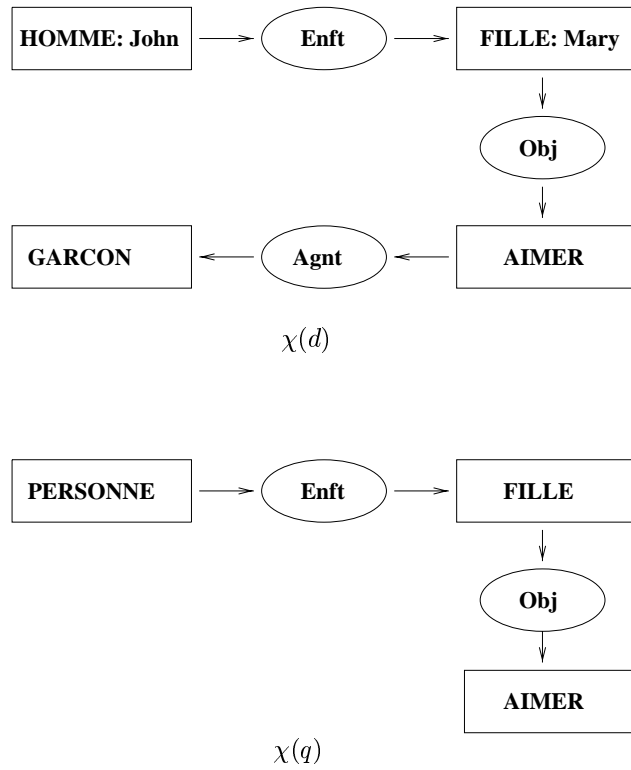 HOMME: John Enft FILLE: Mary
Obj
GARCON Agnt AIMER
χ(d)
PERSONNE Enft FILLE
Obj
AIMER
χ(q)